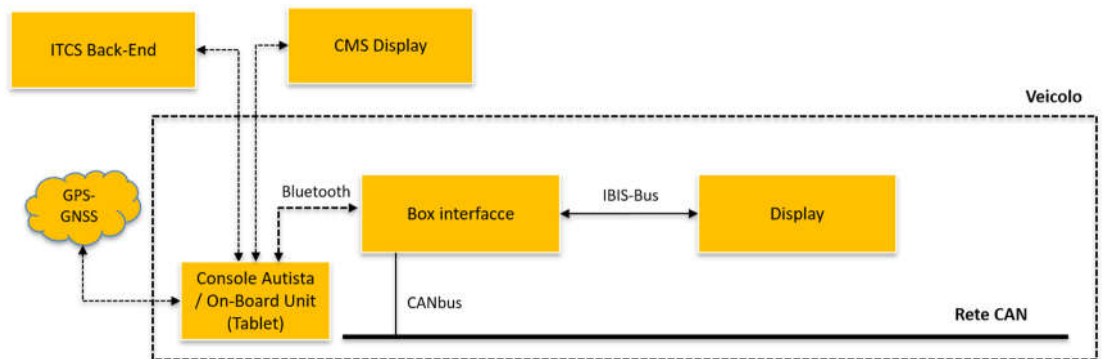 ITCS Back-End
CMS Display
Veicolo
GPS-
GNSS
Bluetooth
Box interfacce
IBIS-Bus
Display
Console Autista
/ On-Board Unit
(Tablet)
CANbus
Rete CAN